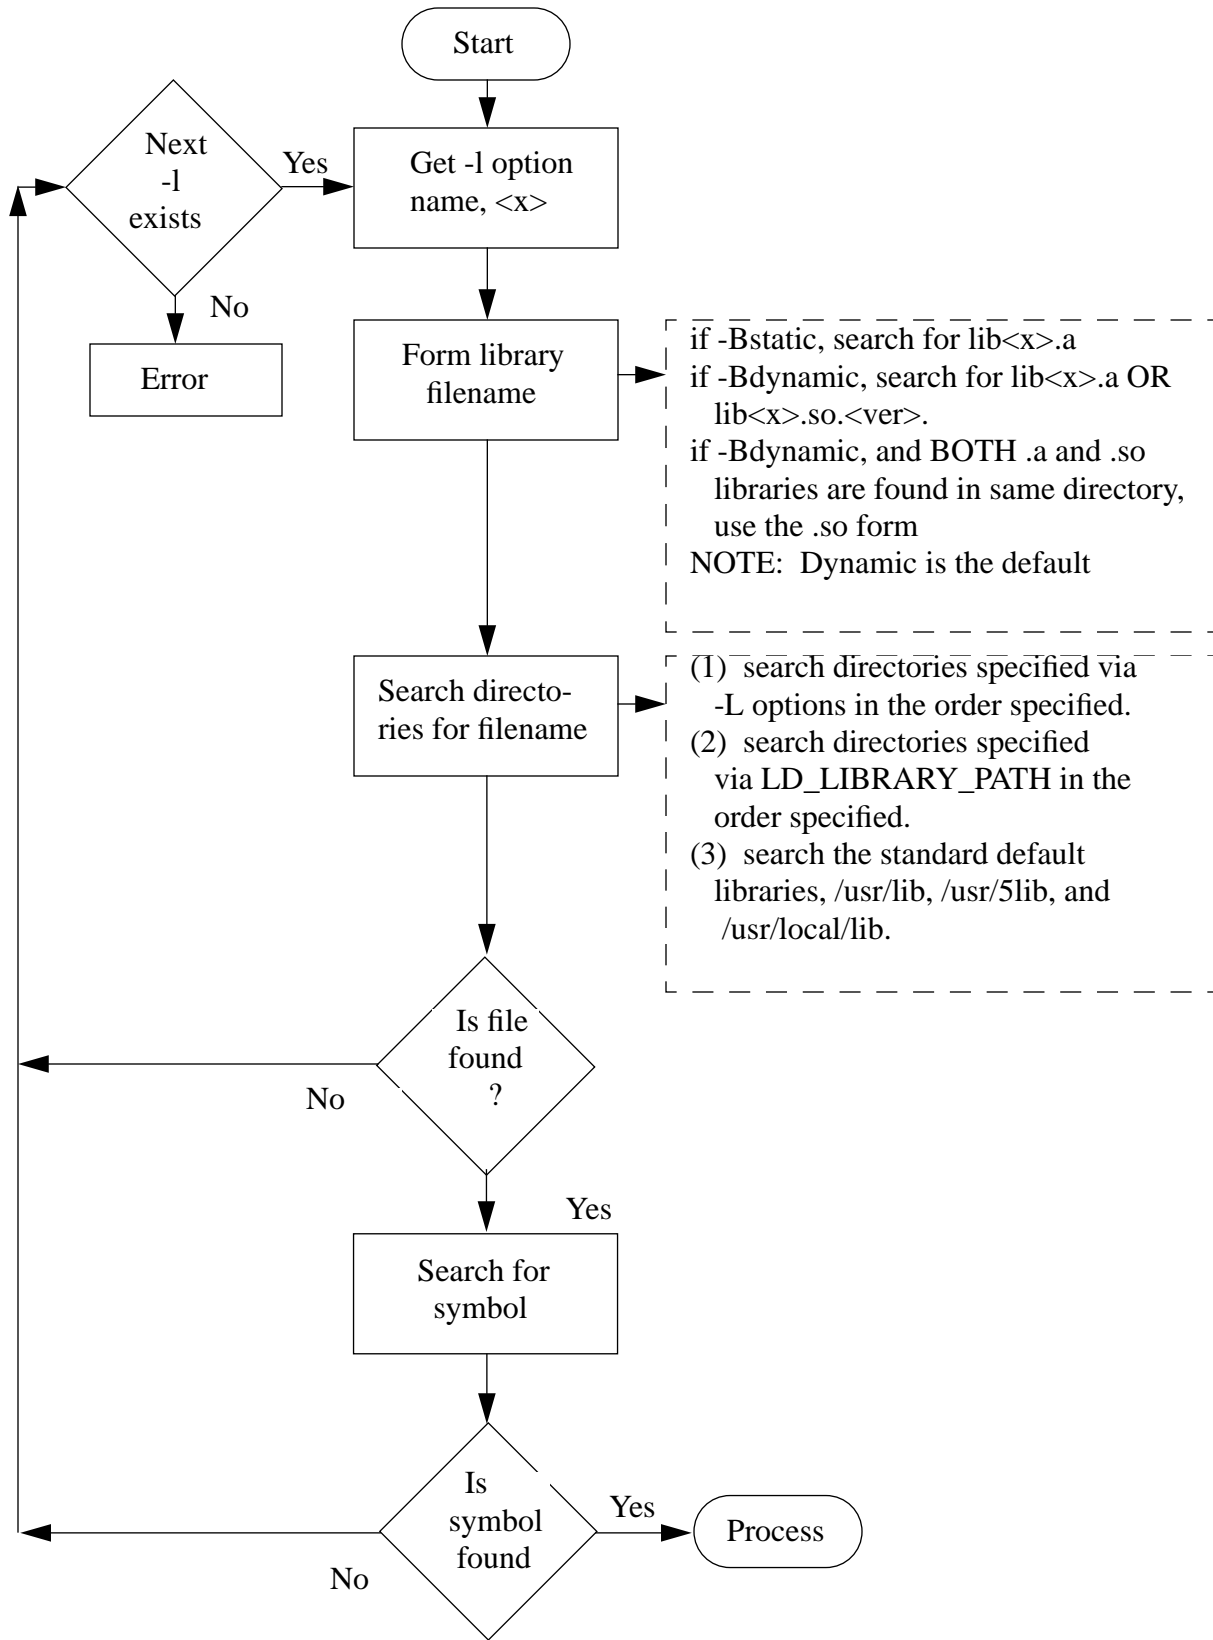 Start
Next
-l
exists
Yes
Get -l option
name, <x>
No
Error
Form library
filename
if -Bstatic, search for lib<x>.a
if -Bdynamic, search for lib<x>.a OR
lib<x>.so.<ver>.
if -Bdynamic, and BOTH .a and .so
libraries are found in same directory,
use the .so form
NOTE: Dynamic is the default
Search directo-
ries for filename
(1) search directories specified via
-L options in the order specified.
(2) search directories specified
via LD_LIBRARY_PATH in the
order specified.
(3) search the standard default
libraries, /usr/lib, /usr/5lib, and
/usr/local/lib.
Is file
found
?
No
Yes
Search for
symbol
Is
symbol
found
Yes
Process
No